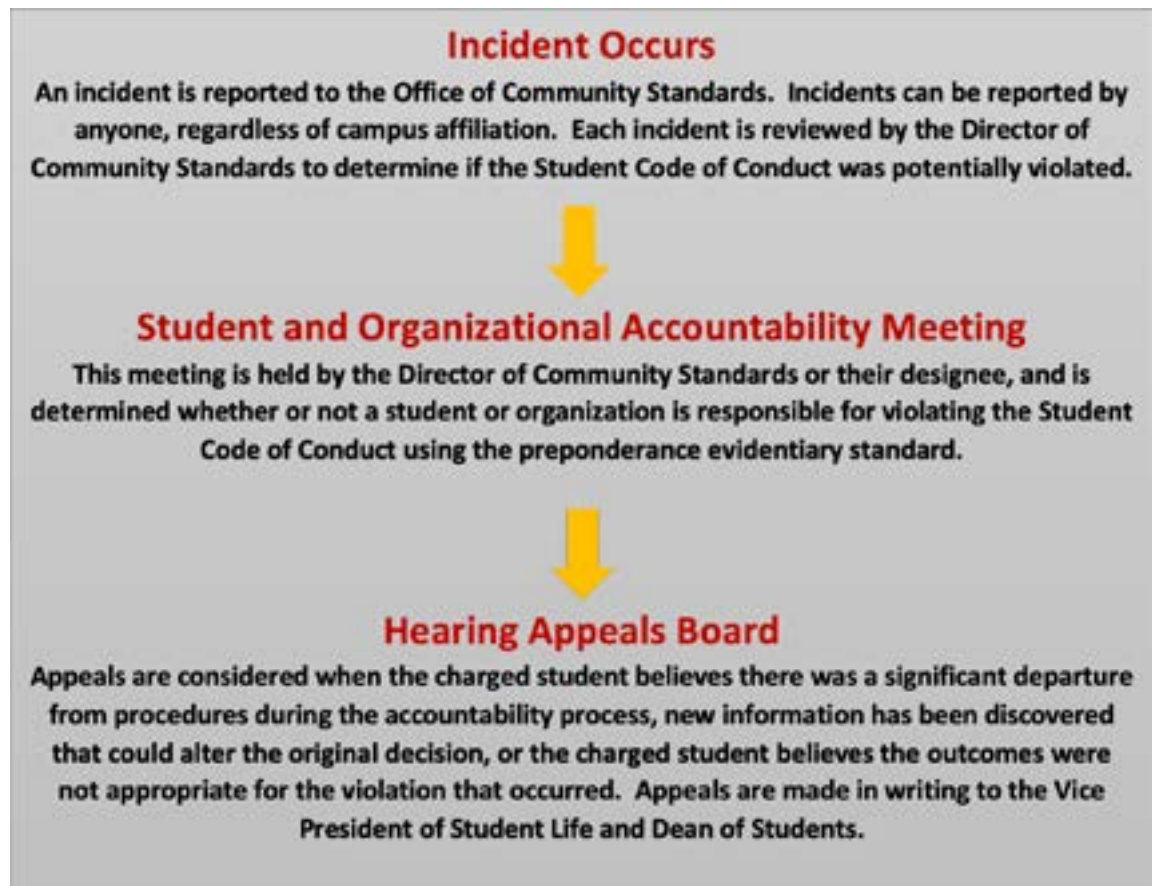 Incident Occurs
An incident is reported to the Office of Community Standards.  Incidents can be reported by
anyone, regardless of campus affiliation.  Each incident is reviewed by the Director of
Community Standards to determine if the Student Code of Conduct was potentially violated.
Student and Organizational Accountability Meeting
This meeting is held by the Director of Community Standards or their designee, and is
determined whether or not a student or organization is responsible for violating the Student
Code of Conduct using the preponderance evidentiary standard.
Hearing Appeals Board
Appeals are considered when the charged student believes there was a significant departure
from procedures during the accountability process, new information has been discovered
that could alter the original decision, or the charged student believes the outcomes were
not appropriate for the violation that occurred.  Appeals are made in writing to the Vice
President of Student Life and Dean of Students.